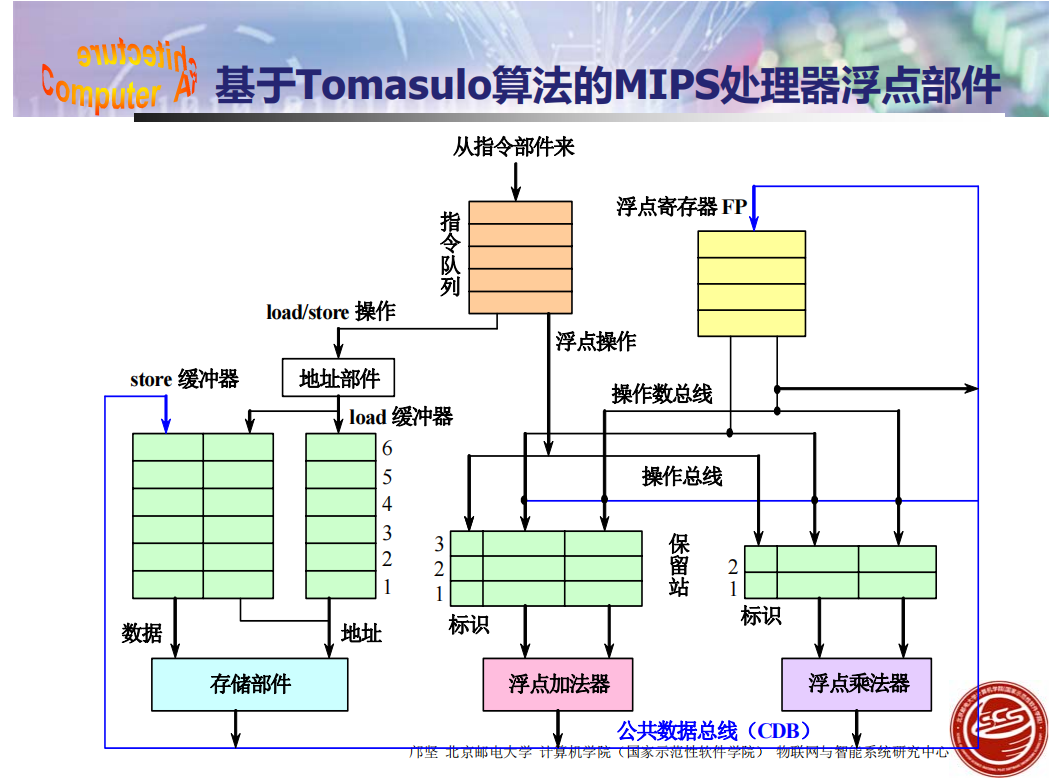 Computer Architecture
基于Tomasulo算法的MIPS处理器浮点部件
从指令部件来
浮点寄存器 FP
指令队列
load/store 操作
浮点操作
地址部件
store 缓冲器
操作数总线
load 缓冲器
6
5
4
3
2
1
操作总线
3
2
1
保留站
2
1
标识
标识
数据
地址
存储部件
浮点加法器
浮点乘法器
公共数据总线（CDB）
邝坚 北京邮电大学 计算机学院（国家示范性软件学院） 物联网与智能系统研究中心
SCS